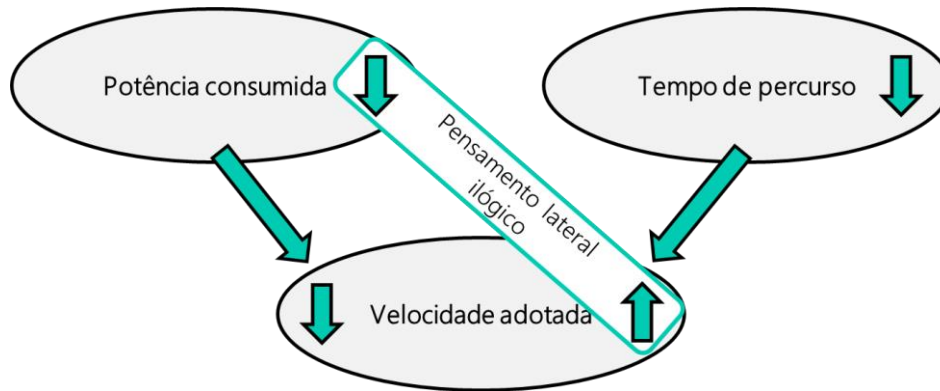 Potência consumida
Tempo de percurso
Pensamento lateral
ilógico
Velocidade adotada